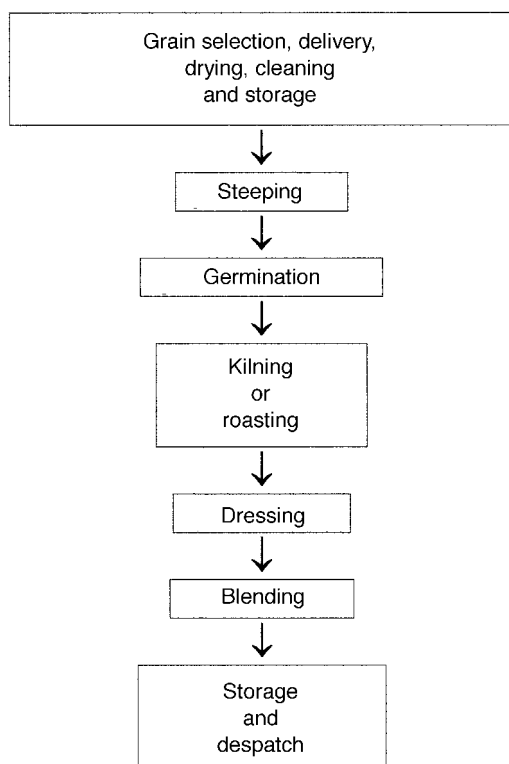 Grain selection, delivery,
drying, cleaning
and storage
Steeping
Germination
Kilning
or
roasting
Dressing
Blending
Storage
and
despatch